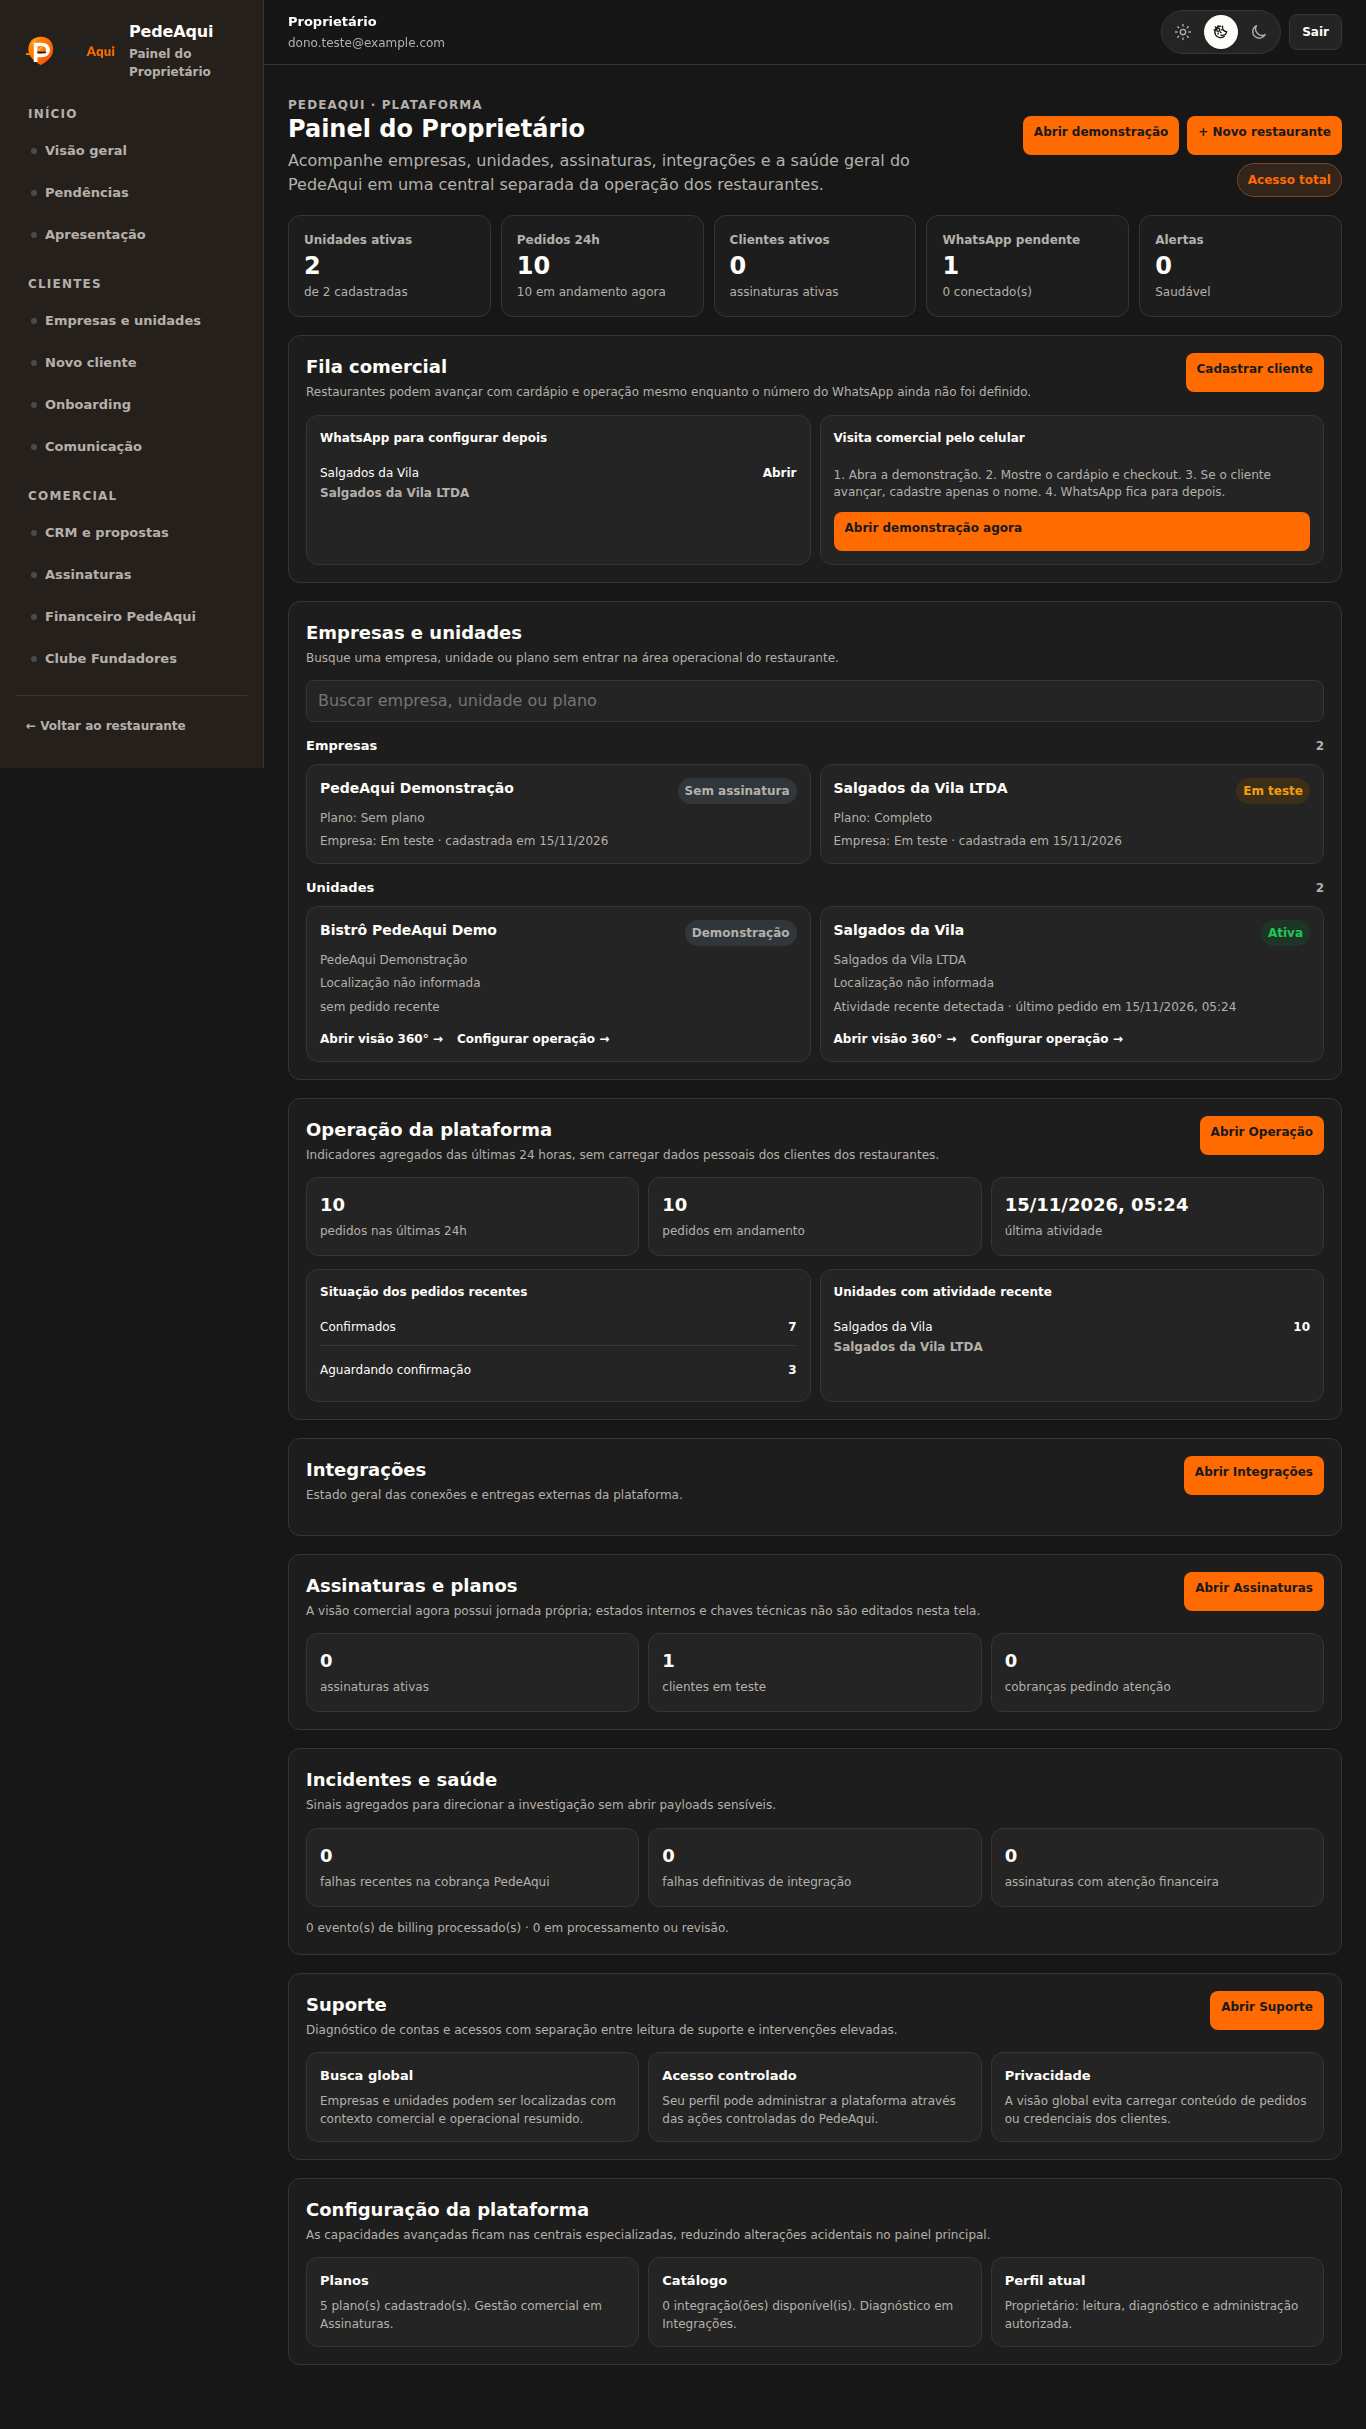 P
Aqui
PedeAqui
Painel do
Proprietário
INÍCIO
Visão geral
Pendências
Apresentação
CLIENTES
Empresas e unidades
Novo cliente
Onboarding
Comunicação
COMERCIAL
CRM e propostas
Assinaturas
Financeiro PedeAqui
Clube Fundadores
← Voltar ao restaurante
Proprietário
dono.teste@example.com
Sair
PEDEAQUI · PLATAFORMA
Painel do Proprietário
Acompanhe empresas, unidades, assinaturas, integrações e a saúde geral do
PedeAqui em uma central separada da operação dos restaurantes.
Abrir demonstração
+ Novo restaurante
Acesso total
Unidades ativas
2
de 2 cadastradas
Pedidos 24h
10
10 em andamento agora
Clientes ativos
0
assinaturas ativas
WhatsApp pendente
1
0 conectado(s)
Alertas
0
Saudável
Fila comercial
Restaurantes podem avançar com cardápio e operação mesmo enquanto o número do WhatsApp ainda não foi definido.
Cadastrar cliente
WhatsApp para configurar depois
Salgados da Vila
Abrir
Salgados da Vila LTDA
Visita comercial pelo celular
1. Abra a demonstração. 2. Mostre o cardápio e checkout. 3. Se o cliente
avançar, cadastre apenas o nome. 4. WhatsApp fica para depois.
Abrir demonstração agora
Empresas e unidades
Busque uma empresa, unidade ou plano sem entrar na área operacional do restaurante.
Buscar empresa, unidade ou plano
Empresas
2
PedeAqui Demonstração
Sem assinatura
Plano: Sem plano
Empresa: Em teste · cadastrada em 15/11/2026
Salgados da Vila LTDA
Em teste
Plano: Completo
Empresa: Em teste · cadastrada em 15/11/2026
Unidades
2
Bistrô PedeAqui Demo
Demonstração
PedeAqui Demonstração
Localização não informada
sem pedido recente
Abrir visão 360° → Configurar operação →
Salgados da Vila
Ativa
Salgados da Vila LTDA
Localização não informada
Atividade recente detectada · último pedido em 15/11/2026, 05:24
Abrir visão 360° → Configurar operação →
Operação da plataforma
Indicadores agregados das últimas 24 horas, sem carregar dados pessoais dos clientes dos restaurantes.
Abrir Operação
10
pedidos nas últimas 24h
10
pedidos em andamento
15/11/2026, 05:24
última atividade
Situação dos pedidos recentes
Confirmados
7
Aguardando confirmação
3
Unidades com atividade recente
Salgados da Vila
10
Salgados da Vila LTDA
Integrações
Estado geral das conexões e entregas externas da plataforma.
Abrir Integrações
Assinaturas e planos
A visão comercial agora possui jornada própria; estados internos e chaves técnicas não são editados nesta tela.
Abrir Assinaturas
0
assinaturas ativas
1
clientes em teste
0
cobranças pedindo atenção
Incidentes e saúde
Sinais agregados para direcionar a investigação sem abrir payloads sensíveis.
0
falhas recentes na cobrança PedeAqui
0
falhas definitivas de integração
0
assinaturas com atenção financeira
0 evento(s) de billing processado(s) · 0 em processamento ou revisão.
Suporte
Diagnóstico de contas e acessos com separação entre leitura de suporte e intervenções elevadas.
Abrir Suporte
Busca global
Empresas e unidades podem ser localizadas com
contexto comercial e operacional resumido.
Acesso controlado
Seu perfil pode administrar a plataforma através
das ações controladas do PedeAqui.
Privacidade
A visão global evita carregar conteúdo de pedidos
ou credenciais dos clientes.
Configuração da plataforma
As capacidades avançadas ficam nas centrais especializadas, reduzindo alterações acidentais no painel principal.
Planos
5 plano(s) cadastrado(s). Gestão comercial em
Assinaturas.
Catálogo
0 integração(ões) disponível(is). Diagnóstico em
Integrações.
Perfil atual
Proprietário: leitura, diagnóstico e administração
autorizada.